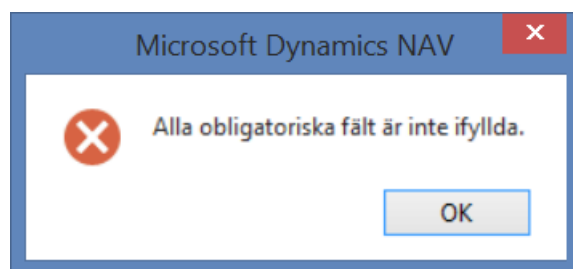 Microsoft Dynamics NAV
Alla obligatoriska fält är inte ifyllda.
OK